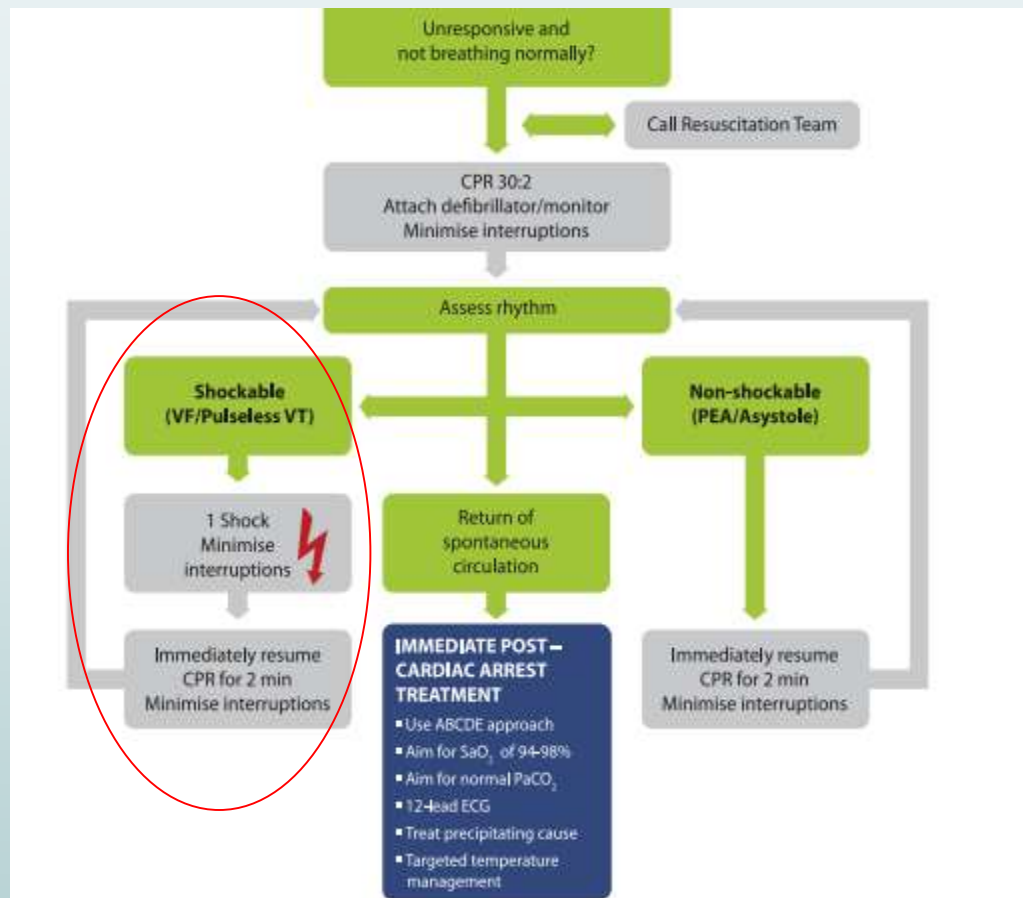 Unresponsive and
not breathing normally?
Call Resuscitation Team
CPR 30:2
Attach defibrillator/monitor
Minimise interruptions
Assess rhythm
Shockable
(VF/Pulseless VT)
Non-shockable
(PEA/Asystole)
1 Shock
Minimise
interruptions
Return of
spontaneous
circulation
Immediately resume
CPR for 2 min
Minimise interruptions
IMMEDIATE POST–
CARDIAC ARREST
TREATMENT
▪ Use ABCDE approach
▪ Aim for SaO₂ of 94-98%
▪ Aim for normal PaCO₂
▪ 12-lead ECG
▪ Treat precipitating cause
▪ Targeted temperature
management
Immediately resume
CPR for 2 min
Minimise interruptions